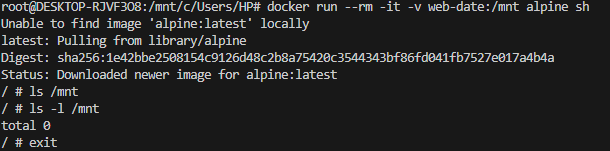 root@DESKTOP-RJVF3O8:/mnt/c/Users/HP# docker run --rm -it -v web-date:/mnt alpine sh
Unable to find image 'alpine:latest' locally
latest: Pulling from library/alpine
Digest: sha256:1e42bbe2508154c9126d48c2b8a75420c3544343bf86fd041fb7527e017a4b4a
Status: Downloaded newer image for alpine:latest
/ # ls /mnt
/ # ls -l /mnt
total 0
/ # exit